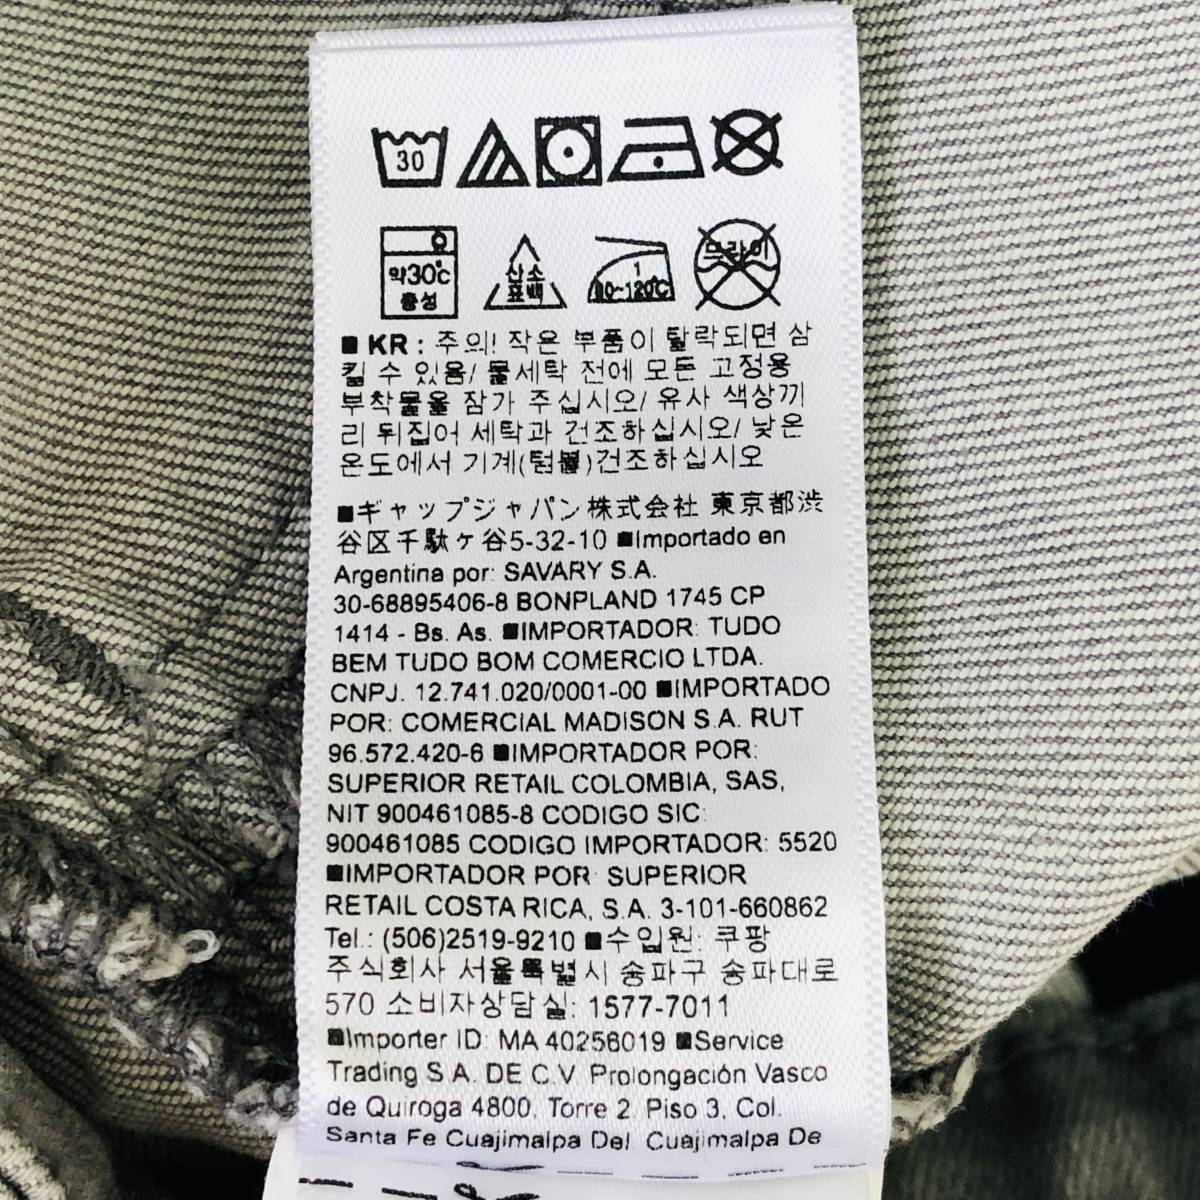 30
약30℃
중성
산소
표백
1
80~120℃
드라이
■ KR : 주의! 작은 부품이 탈락되면 삼
킬 수 있음/ 물세탁 전에 모든 고정용
부착물을 잠가 주십시오/ 유사 색상끼
리 뒤집어 세탁과 건조하십시오/ 낮은
온도에서 기계(텀블)건조하십시오
■ギャップジャパン株式会社 東京都渋
谷区千駄ヶ谷5-32-10 ■Importado en
Argentina por: SAVARY S.A.
30-68895406-8 BONPLAND 1745 CP
1414 - Bs. As. ■IMPORTADOR: TUDO
BEM TUDO BOM COMERCIO LTDA.
CNPJ. 12.741.020/0001-00 ■IMPORTADO
POR: COMERCIAL MADISON S.A. RUT
96.572.420-6 ■IMPORTADOR POR:
SUPERIOR RETAIL COLOMBIA, SAS,
NIT 900461085-8 CODIGO SIC:
900461085 CODIGO IMPORTADOR: 5520
■IMPORTADOR POR: SUPERIOR
RETAIL COSTA RICA, S.A. 3-101-660862
Tel.: (506)2519-9210 ■수입원: 쿠팡
주식회사 서울특별시 송파구 송파대로
570 소비자상담실: 1577-7011
■Importer ID: MA 40256019 ■Service
Trading S.A. DE C.V. Prolongación Vasco
de Quiroga 4800, Torre 2, Piso 3, Col.
Santa Fe Cuajimalpa Del. Cuajimalpa De